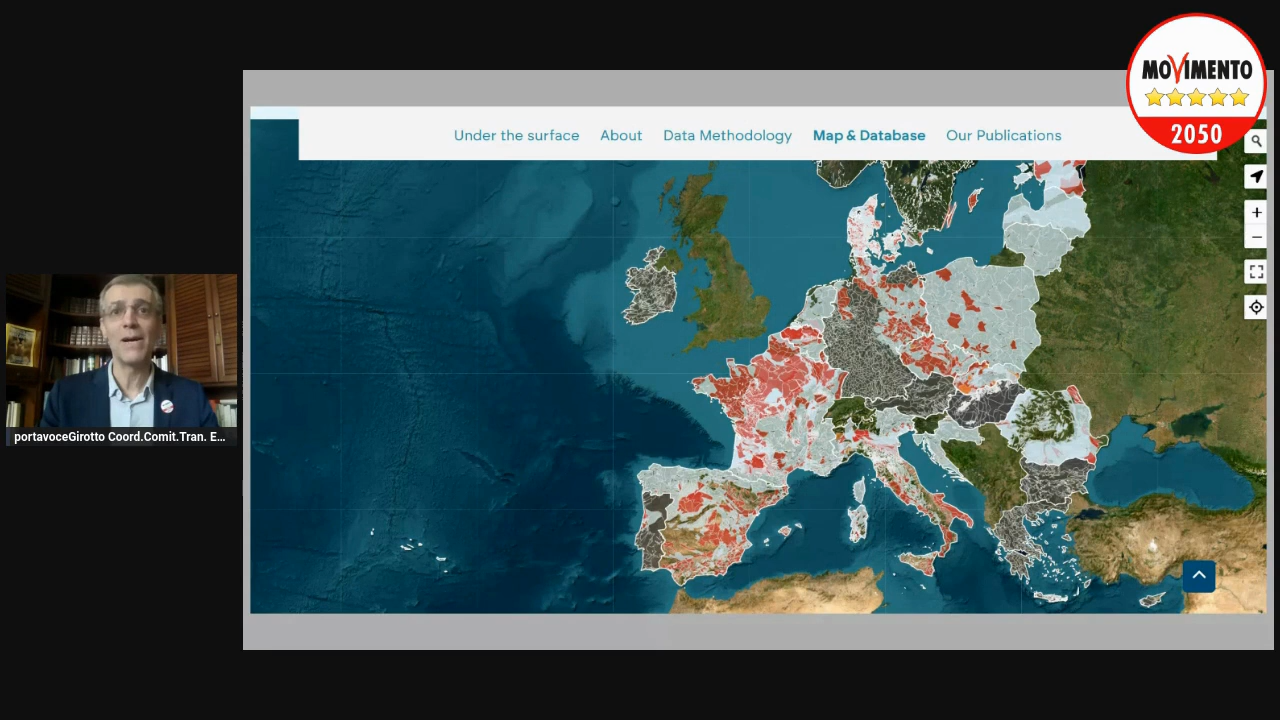 MOVIMENTO
2050
Under the surface About Data Methodology Map & Database Our Publications
portavoceGirotto Coord.Comit.Tran. E...